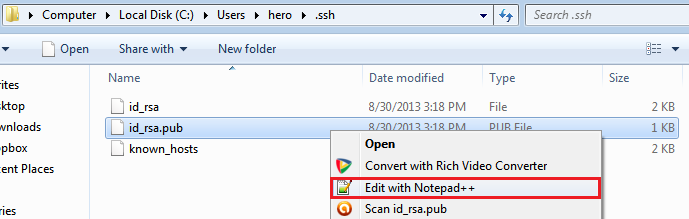 Computer Local Disk (C:) Users hero .ssh Search .ssh
Open Share with New folder
Name Date modified Type Size
rites
sktop id_rsa 8/30/2013 3:18 PM File 2 KB
wnloads id_rsa.pub 8/30/2013 3:18 PM PUB File 1 KB
pbox known_hosts 2 KB
cent Places
Open
Convert with Rich Video Converter
Edit with Notepad++
Scan id_rsa.pub